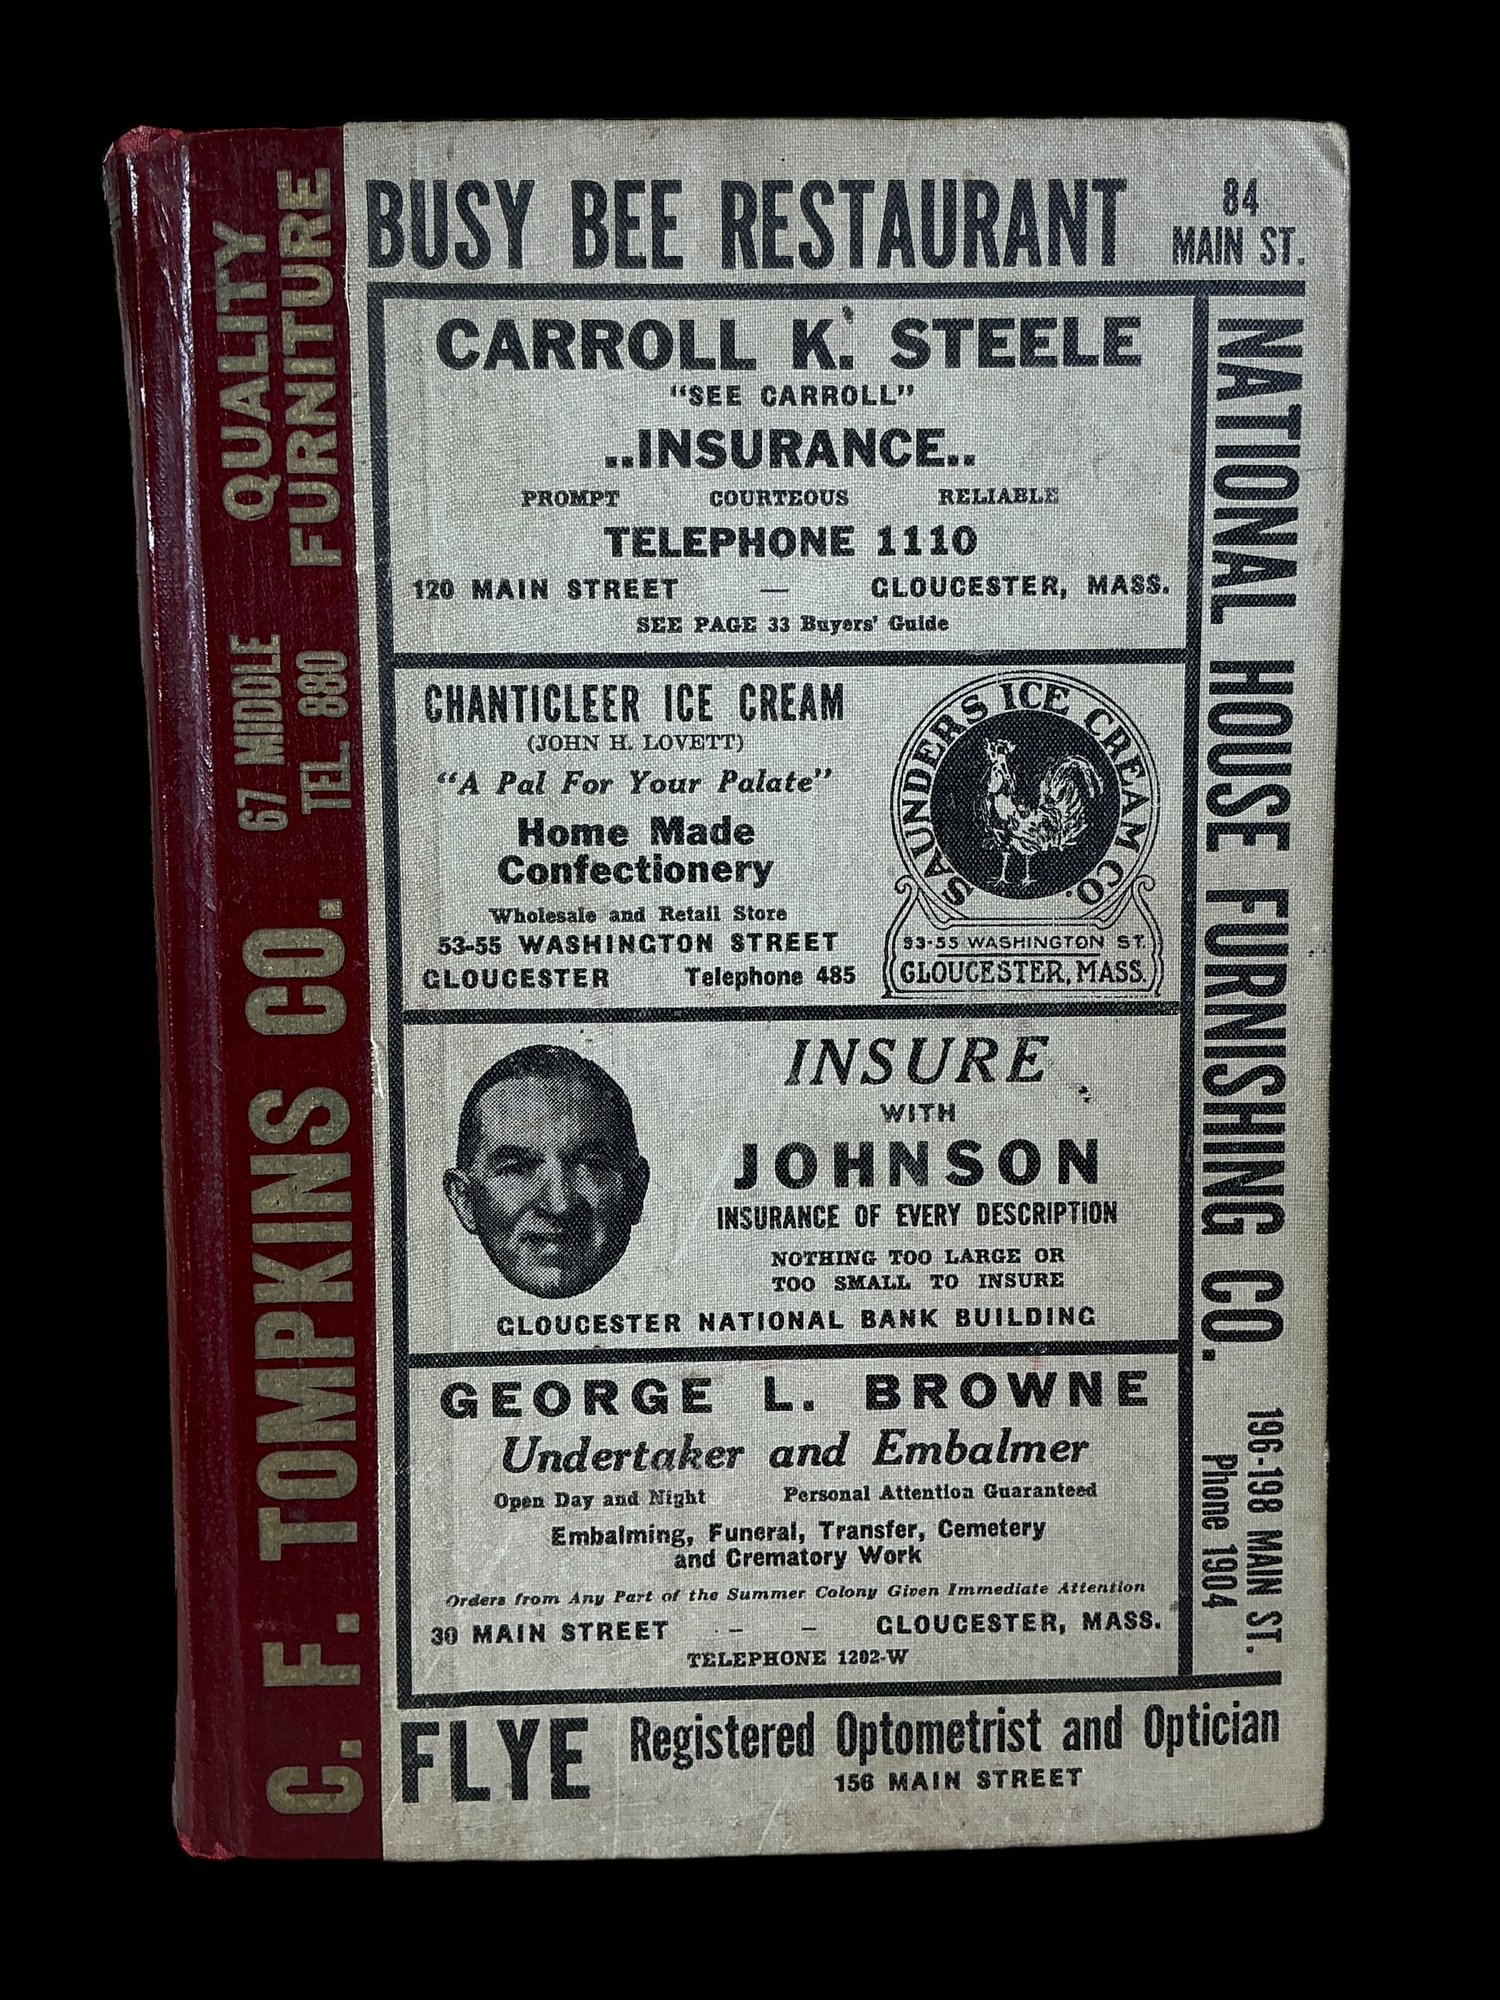 QUALITY
FURNITURE
67 MIDDLE
TEL. 880
C. F. TOMPKINS CO.
BUSY BEE RESTAURANT
84
MAIN ST.
CARROLL K. STEELE
"SEE CARROLL"
..INSURANCE..
PROMPT COURTEOUS RELIABLE
TELEPHONE 1110
120 MAIN STREET — GLOUCESTER, MASS.
SEE PAGE 33 Buyers' Guide
CHANTICLEER ICE CREAM
(JOHN H. LOVETT)
"A Pal For Your Palate"
Home Made
Confectionery
Wholesale and Retail Store
53-55 WASHINGTON STREET
GLOUCESTER Telephone 485
SAUNDERS ICE CREAM CO.
53-55 WASHINGTON ST.
GLOUCESTER, MASS.
INSURE
WITH
JOHNSON
INSURANCE OF EVERY DESCRIPTION
NOTHING TOO LARGE OR
TOO SMALL TO INSURE
GLOUCESTER NATIONAL BANK BUILDING
GEORGE L. BROWNE
Undertaker and Embalmer
Open Day and Night Personal Attention Guaranteed
Embalming, Funeral, Transfer, Cemetery
and Crematory Work
Orders from Any Part of the Summer Colony Given Immediate Attention
30 MAIN STREET - - GLOUCESTER, MASS.
TELEPHONE 1202-W
NATIONAL HOUSE FURNISHING CO.
196-198 MAIN ST.
Phone 1904
FLYE Registered Optometrist and Optician
156 MAIN STREET